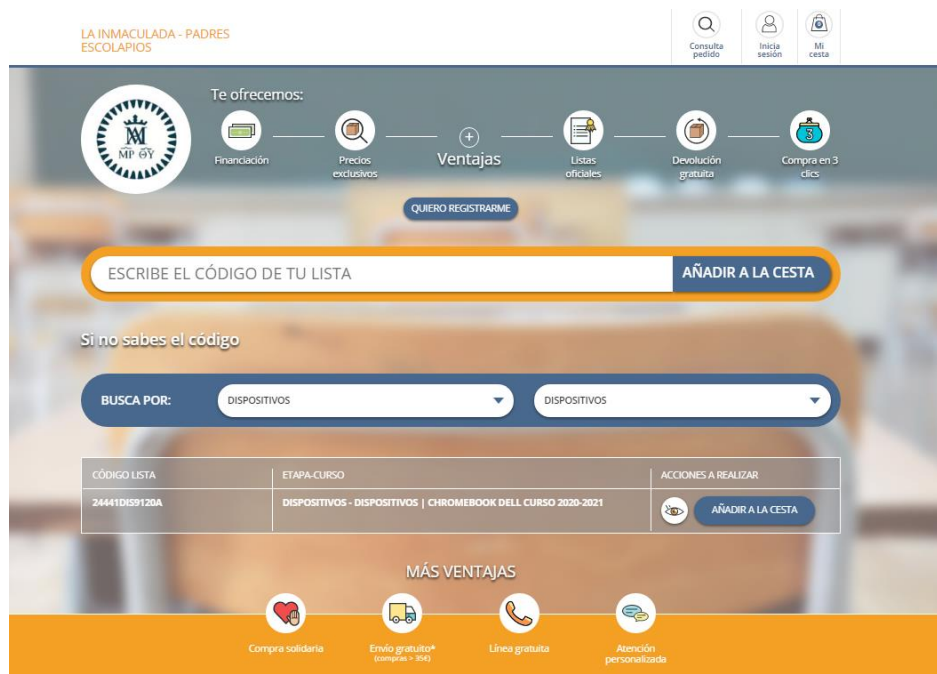 LA INMACULADA - PADRES
ESCOLAPIOS
Consulta
pedido
Inicia
sesión
Mi
cesta
Te ofrecemos:
Financiación
Precios
exclusivos
Ventajas
Listas
oficiales
Devolución
gratuita
3
Compra en 3
clics
MP ΘΥ
QUIERO REGISTRARME
ESCRIBE EL CÓDIGO DE TU LISTA
AÑADIR A LA CESTA
Si no sabes el código
BUSCA POR:
DISPOSITIVOS
DISPOSITIVOS
CÓDIGO LISTA
ETAPA-CURSO
ACCIONES A REALIZAR
24441DIS9120A
DISPOSITIVOS - DISPOSITIVOS | CHROMEBOOK DELL CURSO 2020-2021
AÑADIR A LA CESTA
MÁS VENTAJAS
Compra solidaria
Envío gratuito*
(compras > 35€)
Línea gratuita
Atención
personalizada